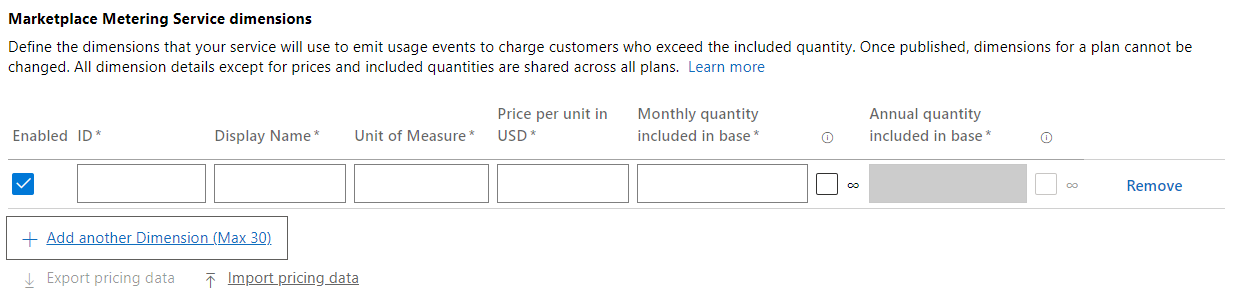 Marketplace Metering Service dimensions
Define the dimensions that your service will use to emit usage events to charge customers who exceed the included quantity. Once published, dimensions for a plan cannot be
changed. All dimension details except for prices and included quantities are shared across all plans. Learn more
Enabled ID * Display Name * Unit of Measure * Price per unit in USD * Monthly quantity included in base * Annual quantity included in base *
∞ ∞ Remove
+ Add another Dimension (Max 30)
Export pricing data Import pricing data